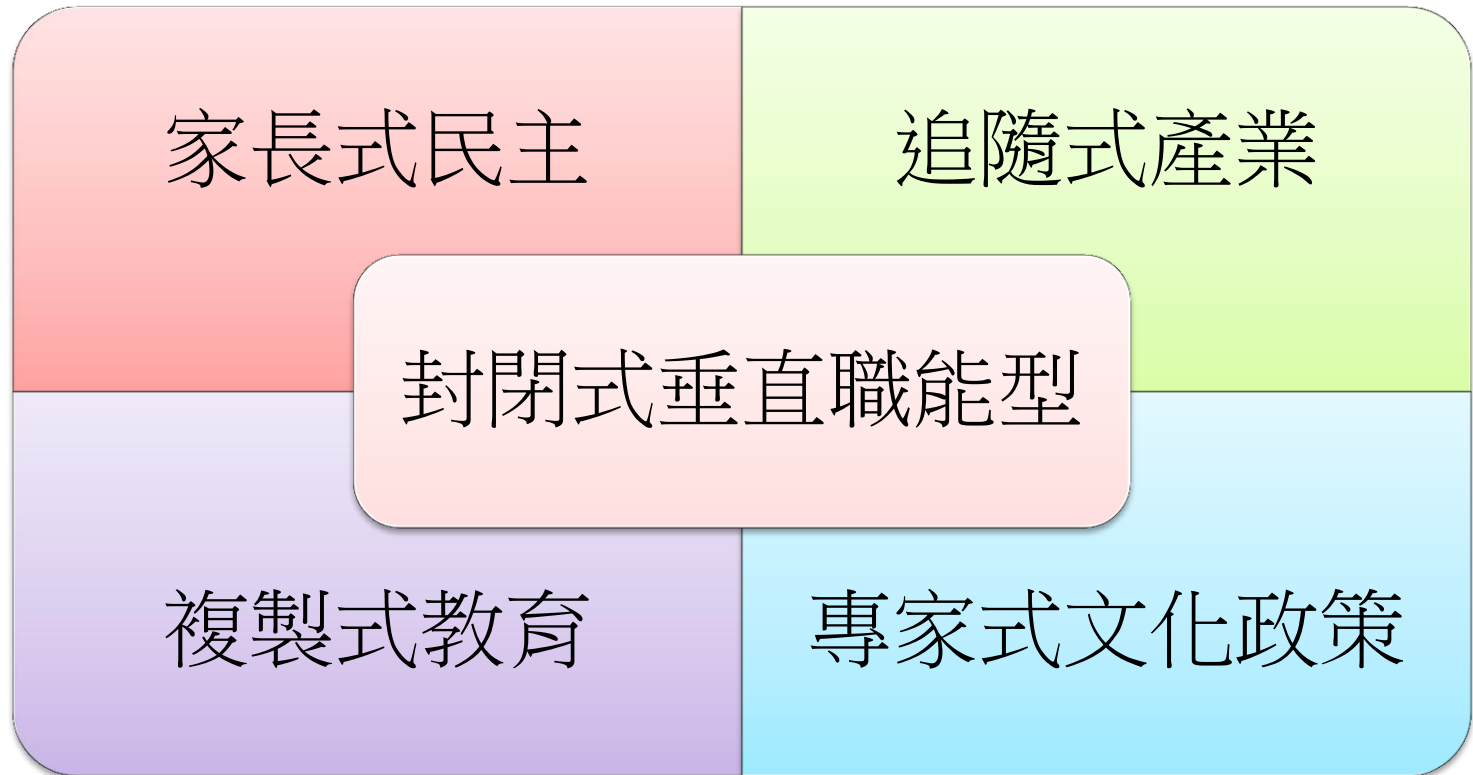 家長式民主
追隨式產業
封閉式垂直職能型
複製式教育
專家式文化政策